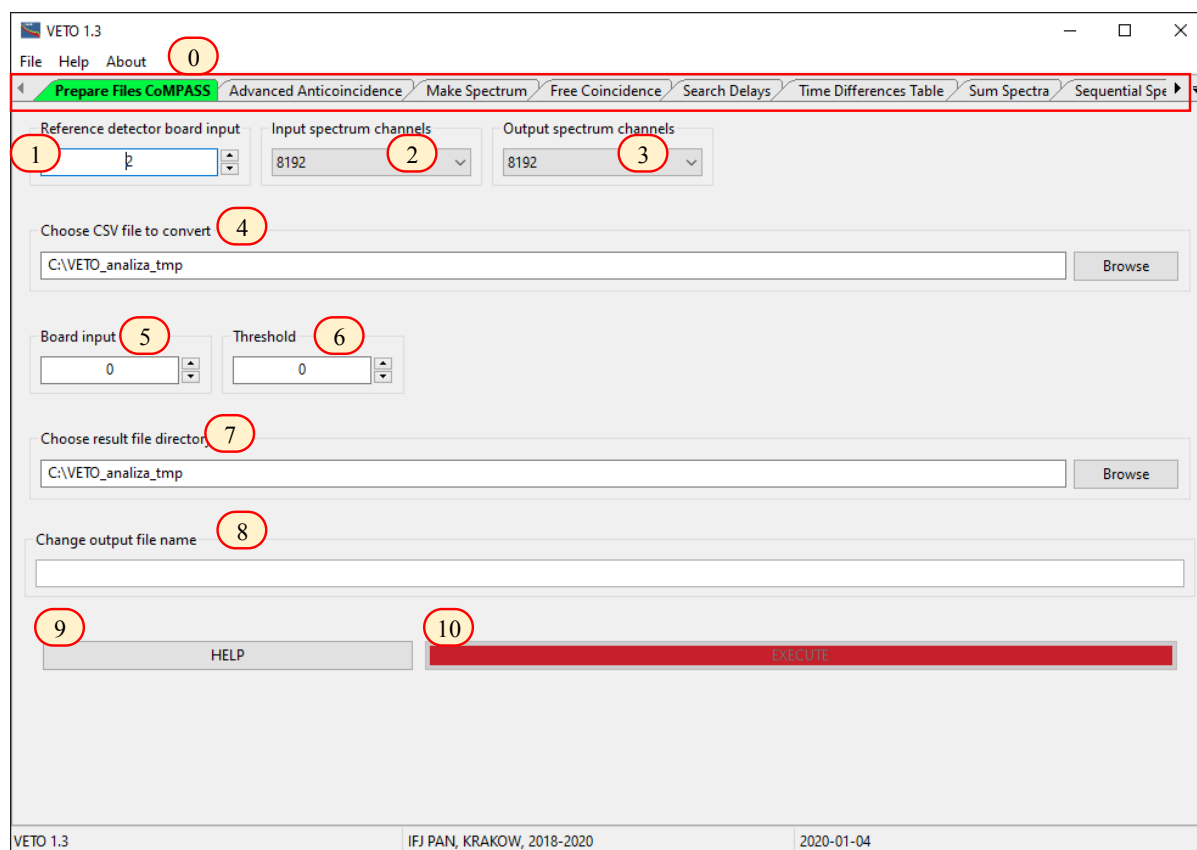 VETO 1.3
File Help About 0
Prepare Files CoMPASS Advanced Anticoincidence Make Spectrum Free Coincidence Search Delays Time Differences Table Sum Spectra Sequential Spe
Reference detector board input Input spectrum channels Output spectrum channels
1 2 8192 2 8192 3
Choose CSV file to convert 4
C:\VETO_analiza_tmp Browse
Board input 5 Threshold 6
0 0
Choose result file directory 7
C:\VETO_analiza_tmp Browse
Change output file name 8
9 10
HELP EXECUTE
VETO 1.3 IFJ PAN, KRAKOW, 2018-2020 2020-01-04